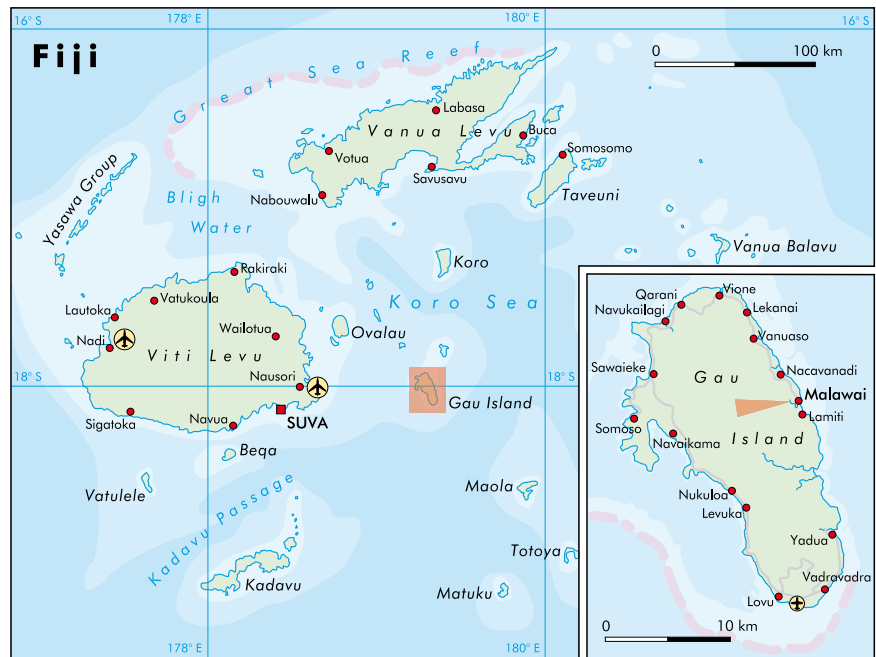 16° S
178° E
180° E
16° S
Fiji
Great Sea Reef
0
100 km
Labasa
Vanua Levu
Buca
Votua
Somosomo
Savusavu
Yasawa Group
Bligh
Water
Nabouwalu
Taveuni
Vanua Balavu
Koro
Rakiraki
Koro Sea
Vatukoula
Lautoka
Wailotua
Ovalau
Nadi
Viti Levu
Nausori
18° S
18° S
Gau Island
Sigatoka
Navua
SUVA
Beqa
Vatulele
Maola
Kadavu Passage
Totoya
Kadavu
Matuku
178° E
180° E
Vione
Qarani
Navukailagi
Lekanai
Vanuaso
Sawaieke
Gau
Nacavanadi
Malawai
Lamiti
Somoso
Navaikama
Island
Nukuloa
Levuka
Yadua
Vadravadra
Lovu
0
10 km